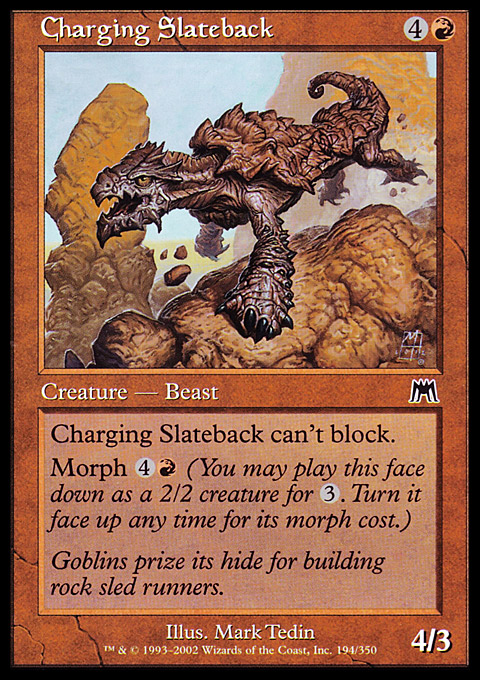 Charging Slateback 4
Creature — Beast
Charging Slateback can't block.
Morph 4 (You may play this face
down as a 2/2 creature for 3. Turn it
face up any time for its morph cost.)
Goblins prize its hide for building
rock sled runners.
Illus. Mark Tedin
™ & © 1993–2002 Wizards of the Coast, Inc. 194/350
4/3